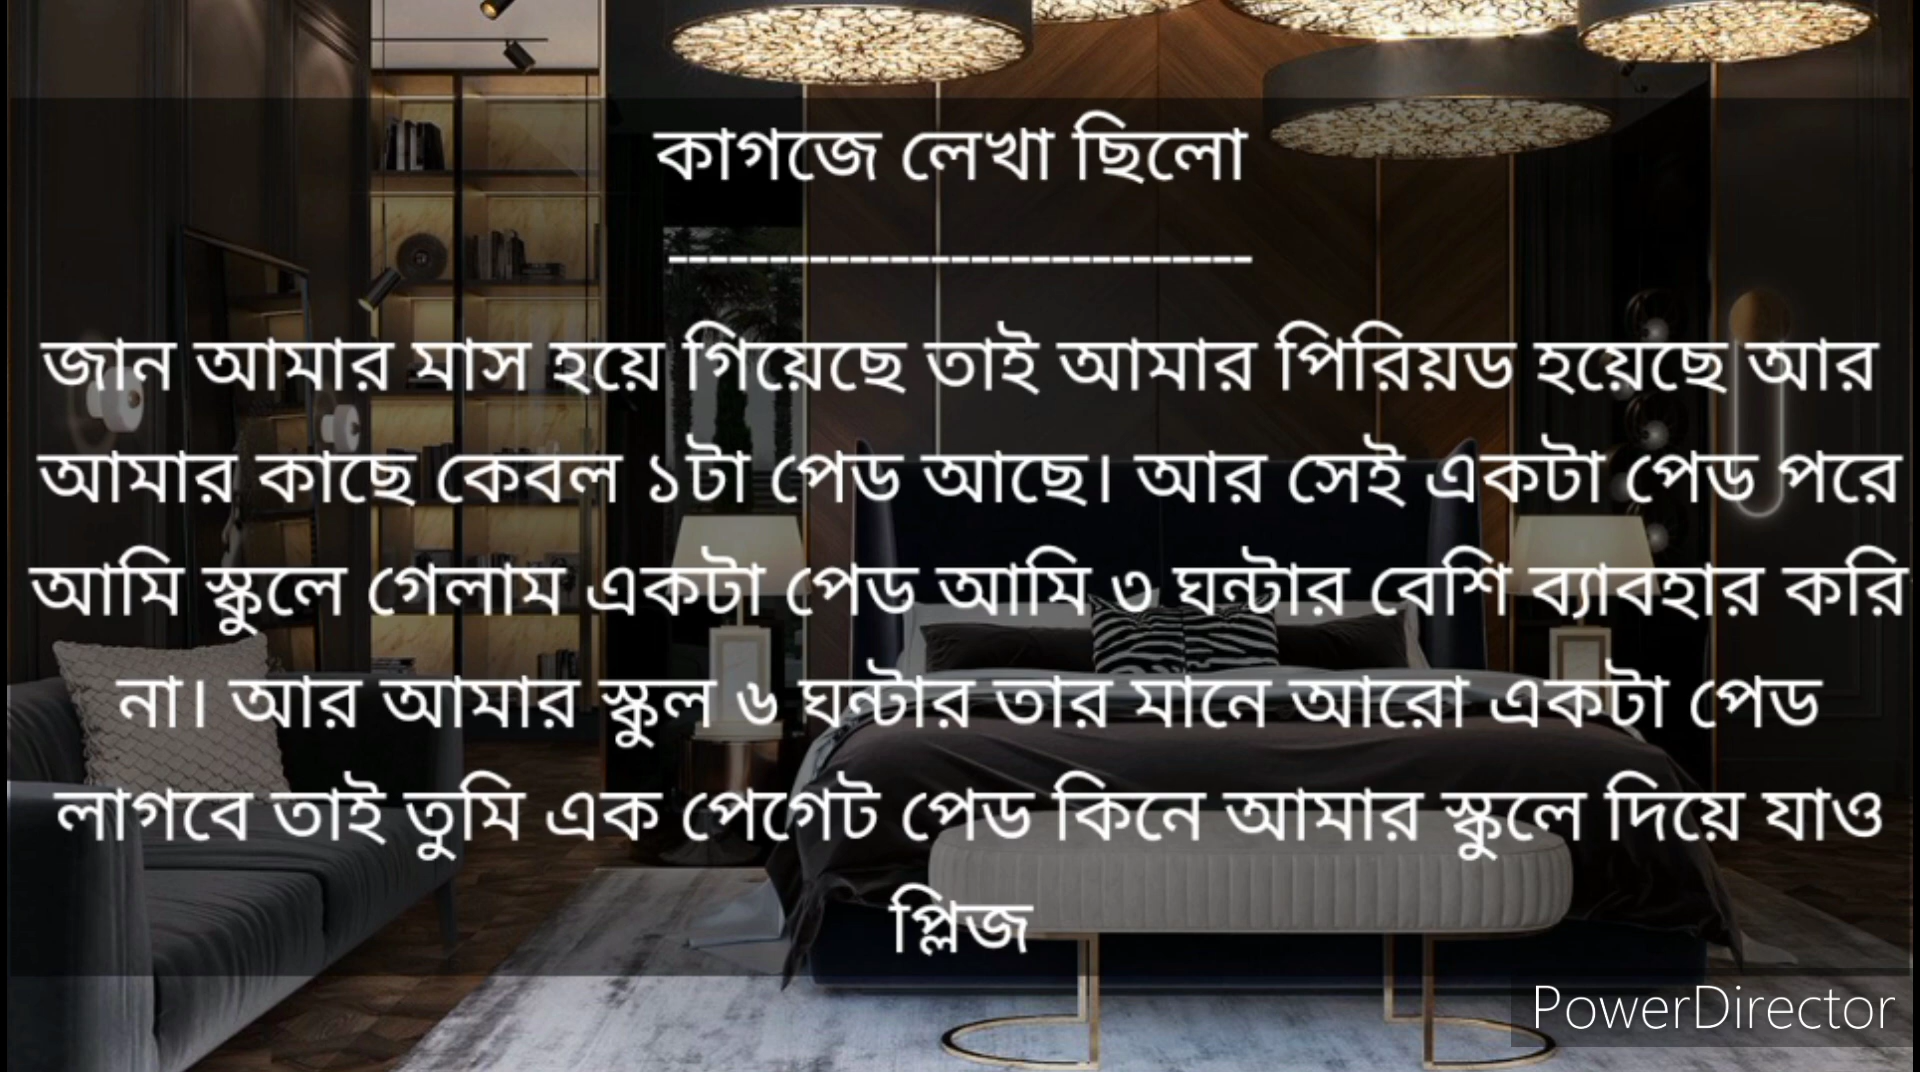 কাগজে লেখা ছিলো
-----------------------------
জান আমার মাস হয়ে গিয়েছে তাই আমার পিরিয়ড হয়েছে আর
আমার কাছে কেবল ১টা পেড আছে। আর সেই একটা পেড পরে
আমি স্কুলে গেলাম একটা পেড আমি ৩ ঘন্টার বেশি ব্যাবহার করি
না। আর আমার স্কুল ৬ ঘন্টার তার মানে আরো একটা পেড
লাগবে তাই তুমি এক পেগেট পেড কিনে আমার স্কুলে দিয়ে যাও
প্লিজ
PowerDirector